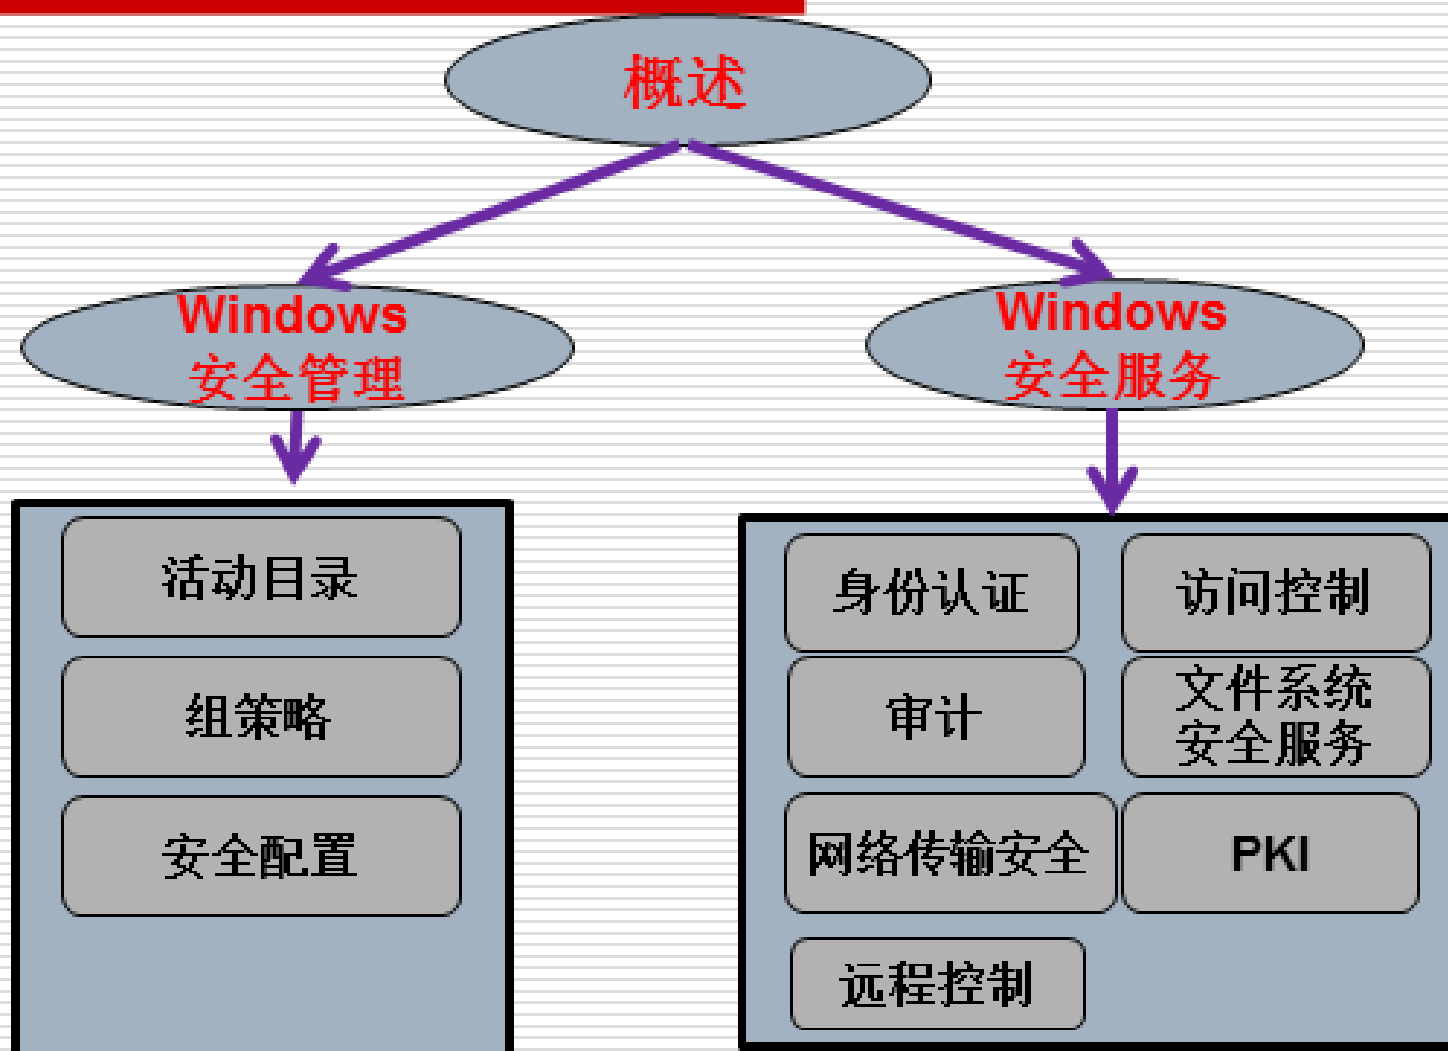 概述
Windows
安全管理
Windows
安全服务
活动目录
组策略
安全配置
身份认证
访问控制
审计
文件系统
安全服务
网络传输安全
PKI
远程控制